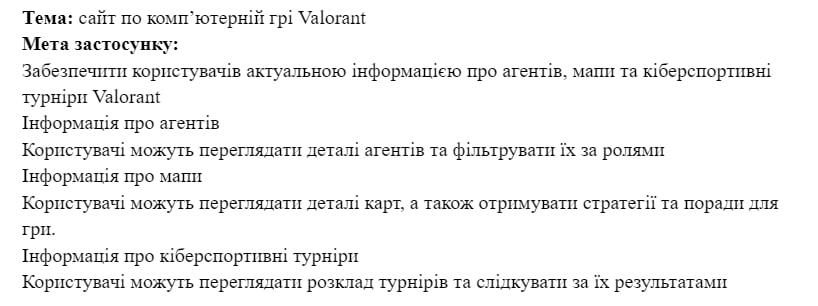 Тема: сайт по комп’ютерній грі Valorant
Мета застосунку:
Забезпечити користувачів актуальною інформацією про агентів, мапи та кіберспортивні
турніри Valorant
Інформація про агентів
Користувачі можуть переглядати деталі агентів та фільтрувати їх за ролями
Інформація про мапи
Користувачі можуть переглядати деталі карт, а також отримувати стратегії та поради для
гри.
Інформація про кіберспортивні турніри
Користувачі можуть переглядати розклад турнірів та слідкувати за їх результатами